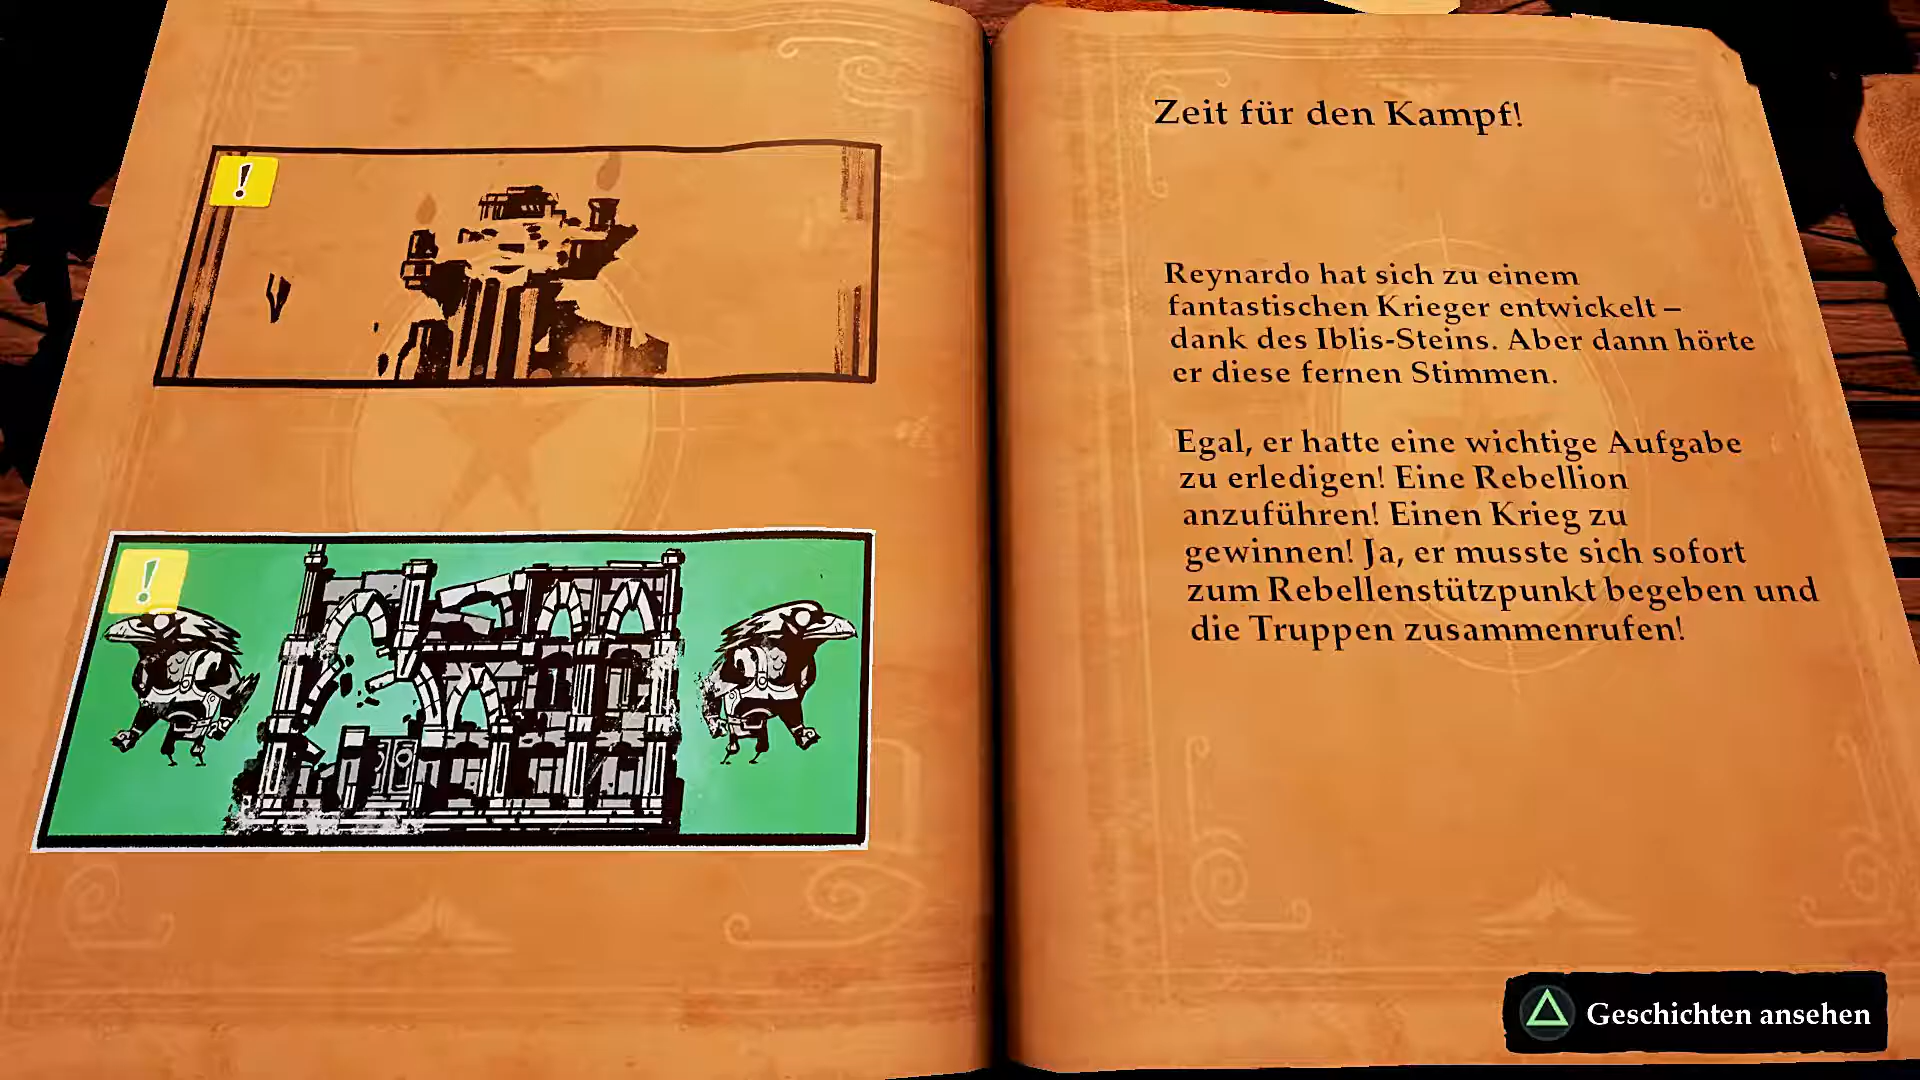 !
!
Zeit für den Kampf!
Reynardo hat sich zu einem
fantastischen Krieger entwickelt –
dank des Iblis-Steins. Aber dann hörte
er diese fernen Stimmen.
Egal, er hatte eine wichtige Aufgabe
zu erledigen! Eine Rebellion
anzuführen! Einen Krieg zu
gewinnen! Ja, er musste sich sofort
zum Rebellenstützpunkt begeben und
die Truppen zusammenrufen!
Geschichten ansehen